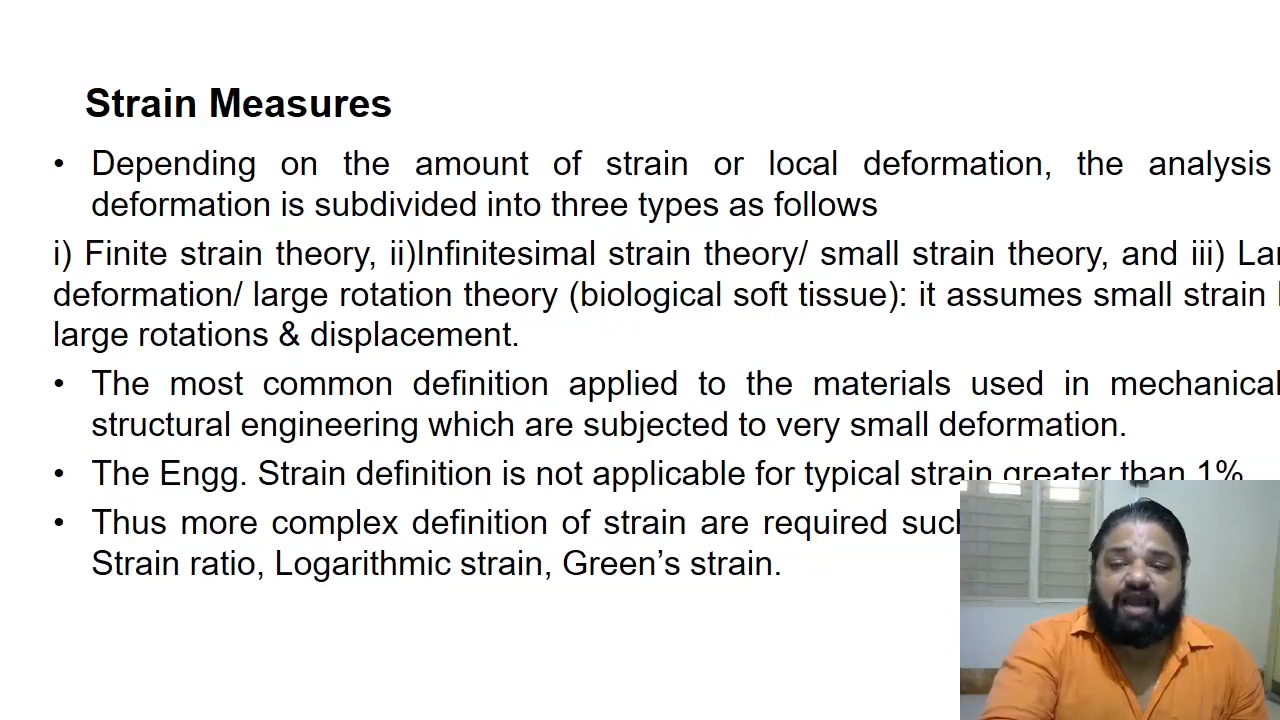 Strain Measures
• Depending on the amount of strain or local deformation, the analysis
deformation is subdivided into three types as follows
i) Finite strain theory, ii)Infinitesimal strain theory/ small strain theory, and iii)
deformation/ large rotation theory (biological soft tissue): it assumes small strain
large rotations & displacement.
• The most common definition applied to the materials used in mechanical
structural engineering which are subjected to very small deformation.
• The Engg. Strain definition is not applicable for typical strain greater than 1%
• Thus more complex definition of strain are required
Strain ratio, Logarithmic strain, Green’s strain.